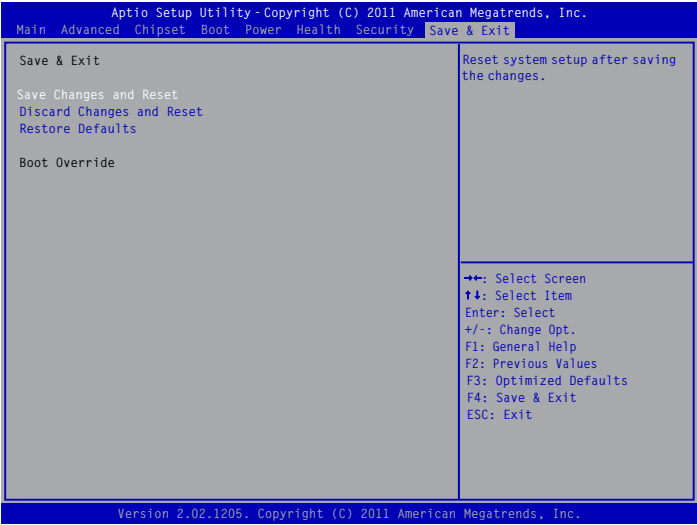 Aptio Setup Utility - Copyright (C) 2011 American Megatrends, Inc.
Main Advanced Chipset Boot Power Health Security Save & Exit
Save & Exit
Save Changes and Reset
Discard Changes and Reset
Restore Defaults
Boot Override
Reset system setup after saving
the changes.
→←: Select Screen
↑↓: Select Item
Enter: Select
+/-: Change Opt.
F1: General Help
F2: Previous Values
F3: Optimized Defaults
F4: Save & Exit
ESC: Exit
Version 2.02.1205. Copyright (C) 2011 American Megatrends, Inc.